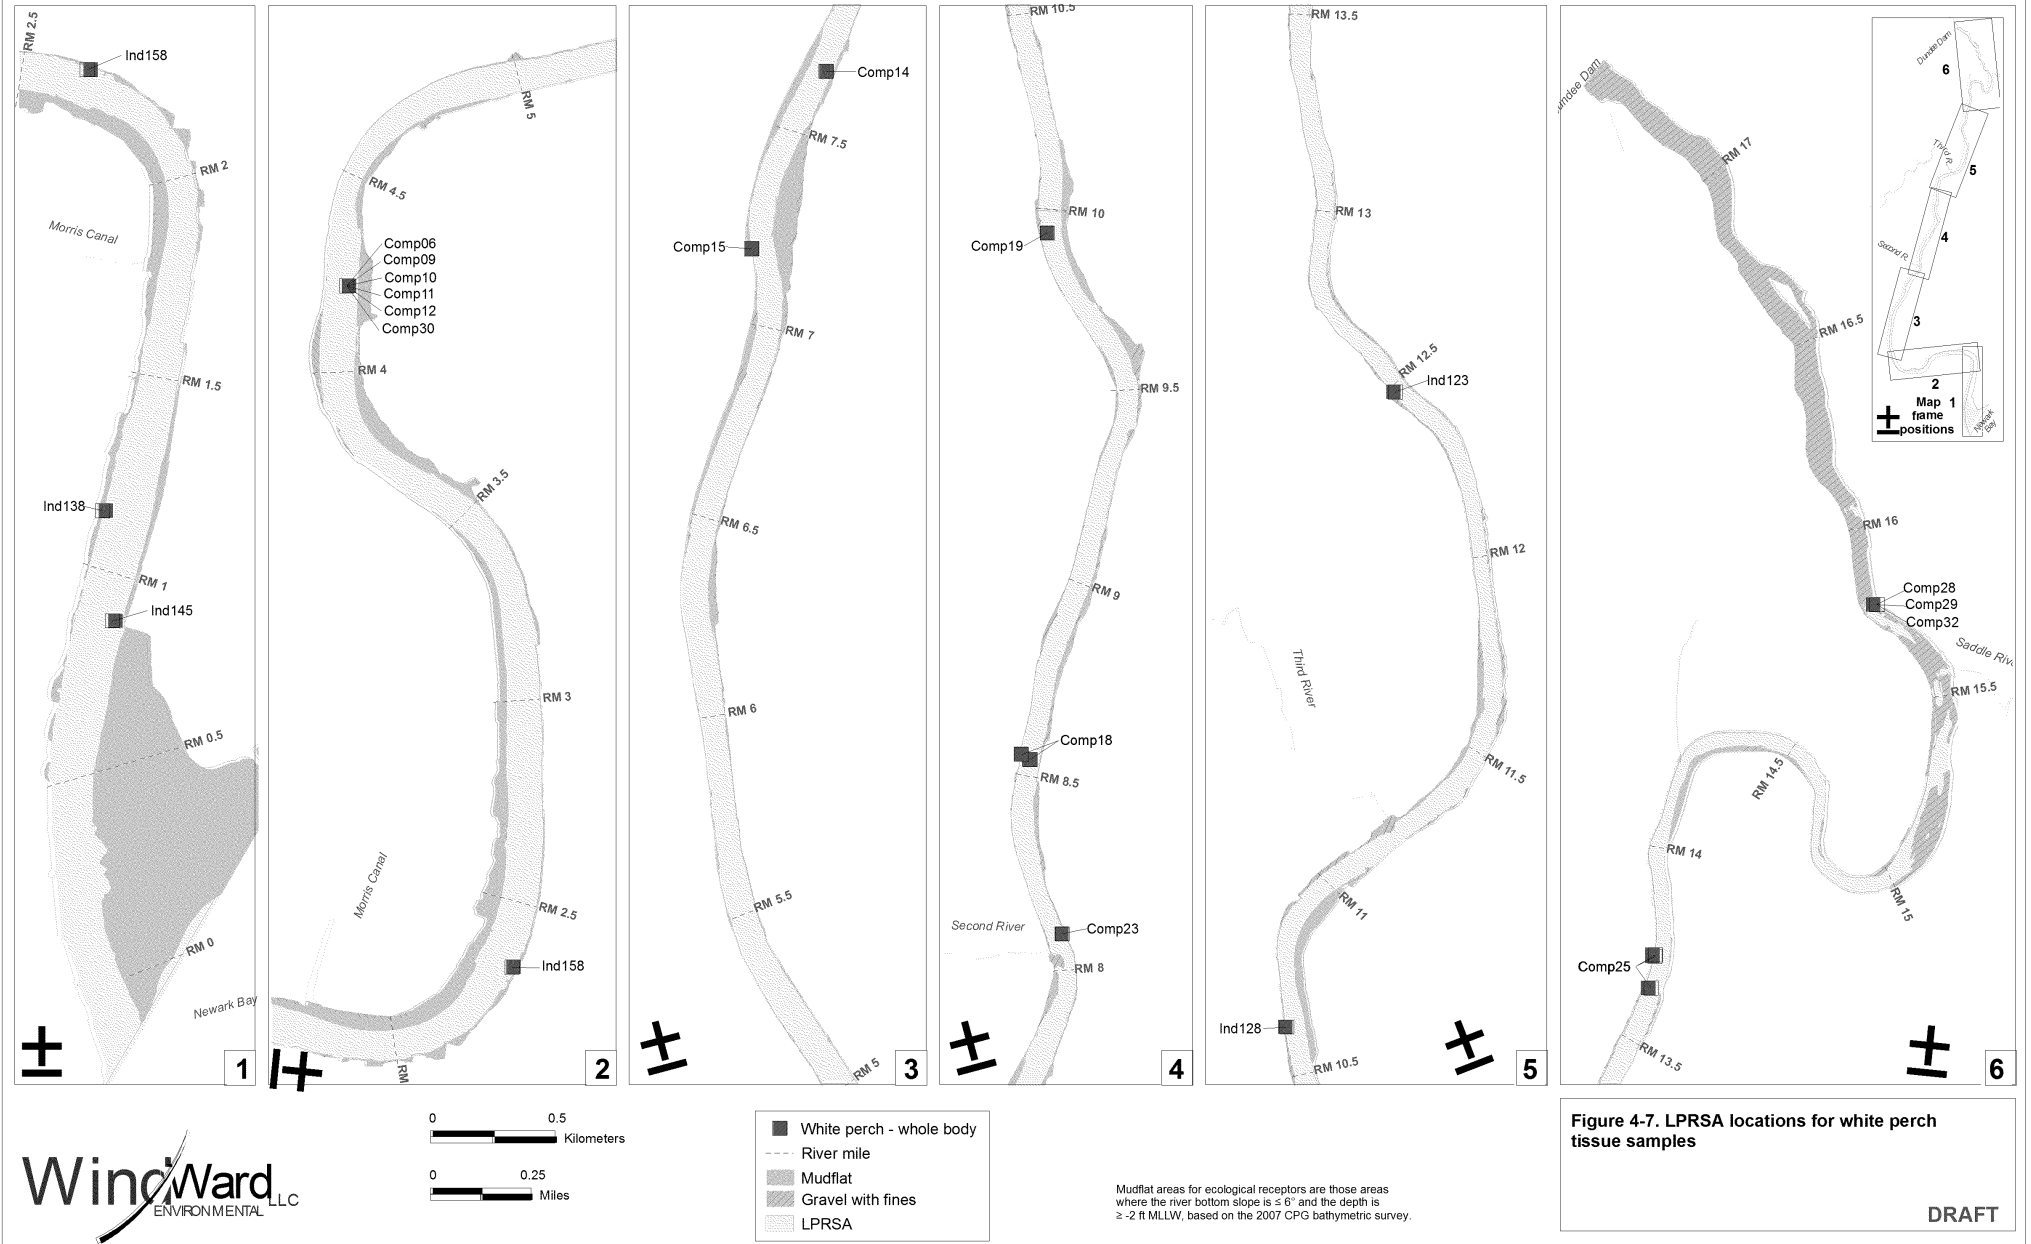 RM 2.5
Ind158
RM 2
Morris Canal
RM 1.5
Ind138
RM 1
Ind145
RM 0.5
RM 0
Newark Bay
1
RM 5
RM 4.5
Comp06
Comp09
Comp10
Comp11
Comp12
Comp30
RM 4
RM 3.5
RM 3
Morris Canal
RM 2.5
Ind158
RM
2
Comp14
RM 7.5
Comp15
RM 7
RM 6.5
RM 6
RM 5.5
RM 5
3
RM 10.5
RM 10
Comp19
RM 9.5
RM 9
Comp18
RM 8.5
Second River
Comp23
RM 8
4
RM 13.5
RM 13
RM 12.5
Ind123
RM 12
Third River
RM 11.5
RM 11
Ind128
RM 10.5
5
undee Dam
RM 17
RM 16.5
RM 16
Comp28
Comp29
Comp32
Saddle Riv
RM 15.5
RM 14.5
RM 15
RM 14
Comp25
RM 13.5
6
Dundee Dam
6
Third R.
5
4
Second R.
3
2
1
Map
frame
positions
Newark
Bay
0 0.5
Kilometers
0 0.25
Miles
WindWard LLC
ENVIRONMENTAL
White perch - whole body
River mile
Mudflat
Gravel with fines
LPRSA
Mudflat areas for ecological receptors are those areas
where the river bottom slope is ≤ 6° and the depth is
≥ -2 ft MLLW, based on the 2007 CPG bathymetric survey.
Figure 4-7. LPRSA locations for white perch
tissue samples
DRAFT